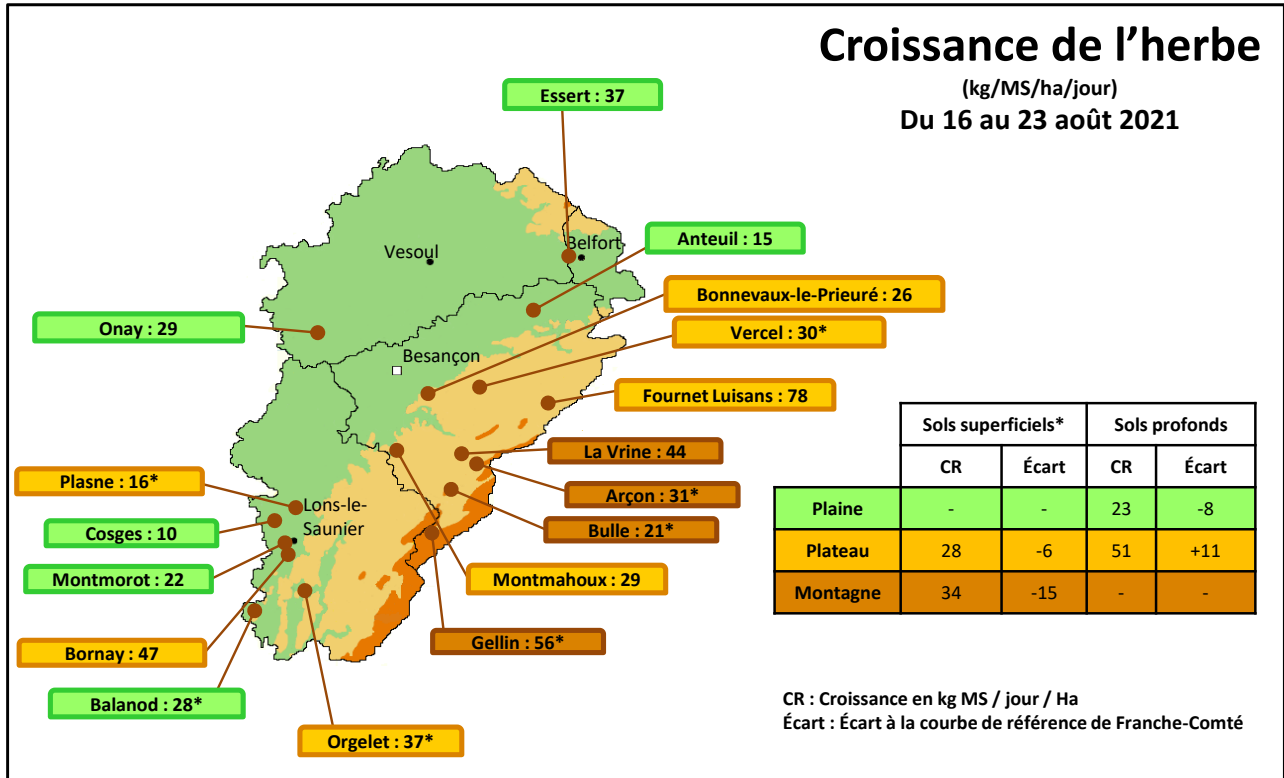 Croissance de l’herbe
(kg/MS/ha/jour)
Du 16 au 23 août 2021
Essert : 37
Anteuil : 15
Belfort
Vesoul
Bonnevaux-le-Prieuré : 26
Onay : 29
Vercel : 30*
Besançon
Fournet Luisans : 78
La Vrine : 44
Plasne : 16*
Arçon : 31*
Lons-le-
Saunier
Cosges : 10
Bulle : 21*
Montmorot : 22
Montmahoux : 29
Gellin : 56*
Bornay : 47
Balanod : 28*
Orgelet : 37*
Sols superficiels* Sols profonds
CR Écart CR Écart
Plaine - - 23 -8
Plateau 28 -6 51 +11
Montagne 34 -15 - -
CR : Croissance en kg MS / jour / Ha
Écart : Écart à la courbe de référence de Franche-Comté